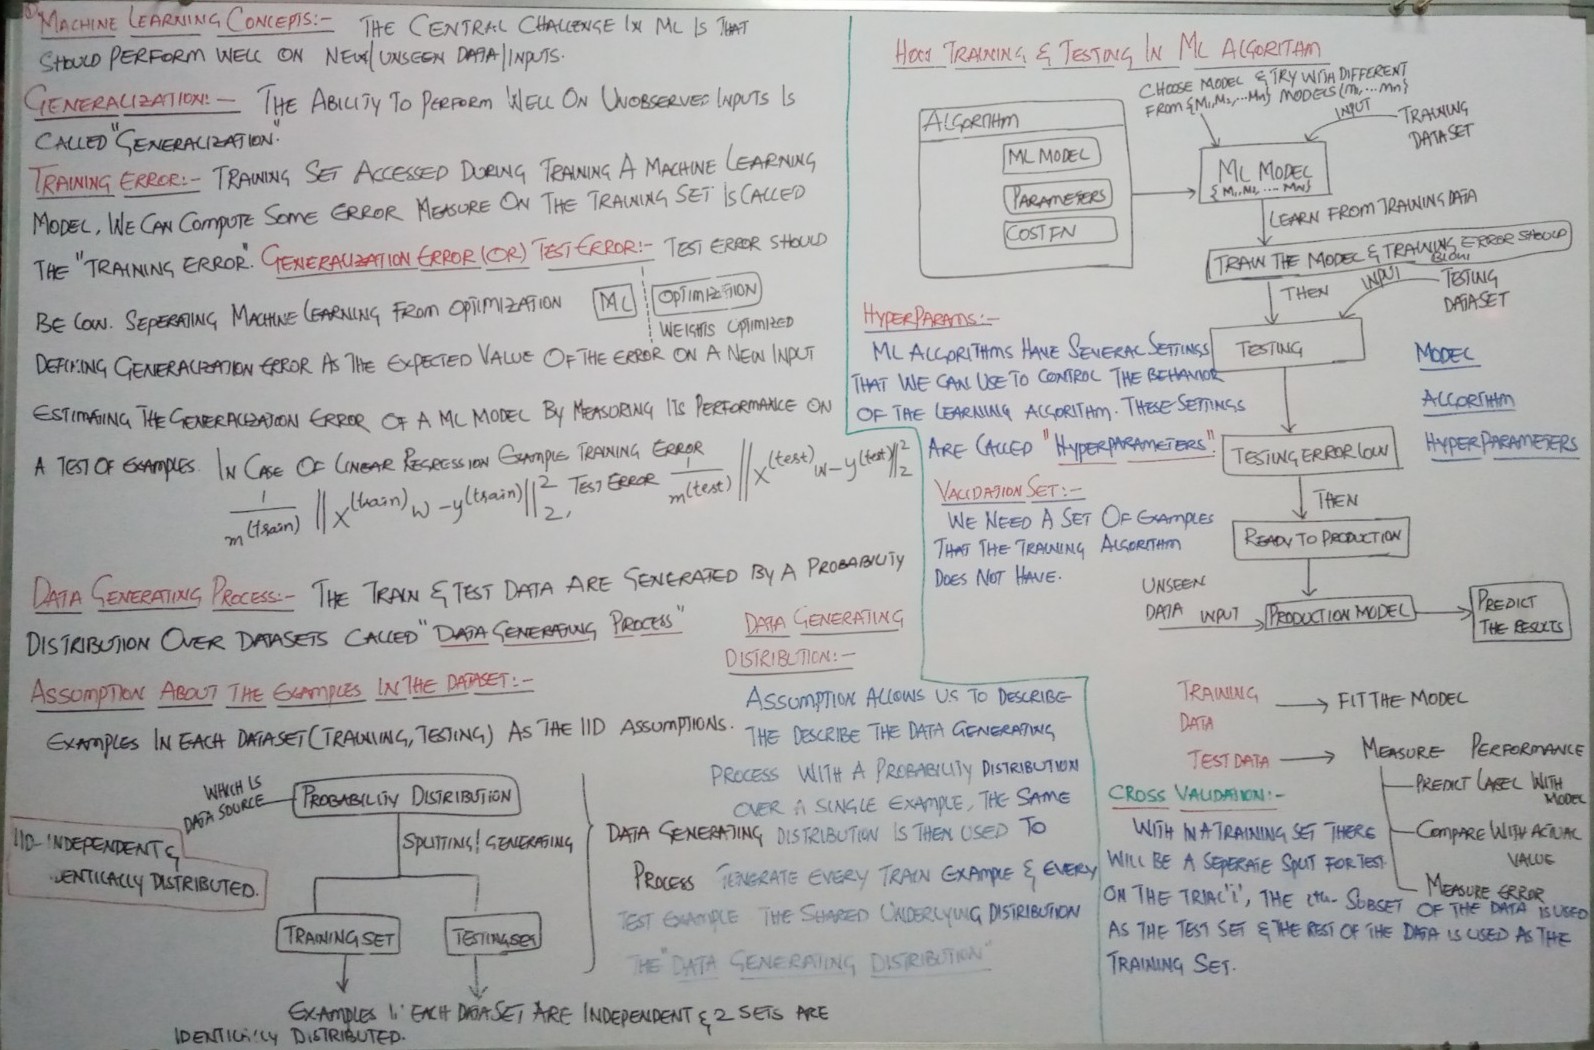 MACHINE LEARNING CONCEPTS:- THE CENTRAL CHALLENGE IN ML IS THAT
SHOULD PERFORM WELL ON NEW/UNSEEN DATA/INPUTS.
GENERALIZATION:- THE ABILITY TO PERFORM WELL ON UNOBSERVED INPUTS IS
CALLED "GENERALIZATION".
TRAINING ERROR:- TRAINING SET ACCESSED DURING TRAINING A MACHINE LEARNING
MODEL, WE CAN COMPUTE SOME ERROR MEASURE ON THE TRAINING SET IS CALLED
THE "TRAINING ERROR". GENERALIZATION ERROR (OR) TEST ERROR:- TEST ERROR SHOULD
BE LOW. SEPERATING MACHINE LEARNING FROM OPTIMIZATION
ML
OPTIMIZATION
WEIGHTS OPTIMIZED
DEFINING GENERALIZATION ERROR AS THE EXPECTED VALUE OF THE ERROR ON A NEW INPUT
ESTIMATING THE GENERALIZATION ERROR OF A ML MODEL BY MEASURING ITS PERFORMANCE ON
A TEST OF EXAMPLES. IN CASE OF LINEAR REGRESSION EXAMPLE TRAINING ERROR
1/m(train) ||X(train)w-y(train)||²₂, TEST ERROR 1/m(test) ||X(test)w-y(test)||²₂
DATA GENERATING PROCESS:- THE TRAIN & TEST DATA ARE GENERATED BY A PROBABILITY
DISTRIBUTION OVER DATASETS CALLED "DATA GENERATING PROCESS"
ASSUMPTION ABOUT THE EXAMPLES IN THE DATASET:-
EXAMPLES IN EACH DATASET (TRAINING, TESTING) AS THE IID ASSUMPTIONS.
WHICH IS
DATA SOURCE
PROBABILITY DISTRIBUTION
SPLITTING/GENERATING
IID-INDEPENDENT &
IDENTICALLY DISTRIBUTED.
TRAINING SET
TESTING SET
DATA GENERATING
PROCESS
EXAMPLES IN EACH DATASET ARE INDEPENDENT & 2 SETS ARE
IDENTICALLY DISTRIBUTED.
DATA GENERATING
DISTRIBUTION:-
ASSUMPTION ALLOWS US TO DESCRIBE
THE DESCRIBE THE DATA GENERATING
PROCESS WITH A PROBABILITY DISTRIBUTION
OVER A SINGLE EXAMPLE, THE SAME
DISTRIBUTION IS THEN USED TO
GENERATE EVERY TRAIN EXAMPLE & EVERY
TEST EXAMPLE THE SHARED UNDERLYING DISTRIBUTION
THE "DATA GENERATING DISTRIBUTION"
HOW TRAINING & TESTING IN ML ALGORITHM
CHOOSE MODEL & TRY WITH DIFFERENT
FROM {M1,M2,...Mn} MODELS (M1,...Mn}
INPUT
TRAINING
DATASET
ALGORITHM
ML MODEL
PARAMETERS
COST FN
ML MODEL
{M1,M2....Mn}
LEARN FROM TRAINING DATA
TRAIN THE MODEL & TRAINING ERROR SHOULD
THEN
INPUT
TESTING
DATASET
TESTING
TESTING ERROR LOW
THEN
READY TO PRODUCTION
UNSEEN
DATA INPUT
PRODUCTION MODEL
PREDICT
THE RESULTS
MODEL
ALGORITHM
HYPERPARAMETERS
HYPERPARAMS:-
ML ALGORITHMS HAVE SEVERAL SETTINGS
THAT WE CAN USE TO CONTROL THE BEHAVIOR
OF THE LEARNING ALGORITHM. THESE SETTINGS
ARE CALLED "HYPERPARAMETERS".
VALIDATION SET:-
WE NEED A SET OF EXAMPLES
THAT THE TRAINING ALGORITHM
DOES NOT HAVE.
TRAINING
DATA
FIT THE MODEL
TEST DATA
MEASURE PERFORMANCE
PREDICT LABEL WITH
MODEL
COMPARE WITH ACTUAL
VALUE
MEASURE ERROR
CROSS VALIDATION:-
WITH IN A TRAINING SET THERE
WILL BE A SEPERATE SPLIT FOR TEST
ON THE TRIAL 'i', THE ith SUBSET OF THE DATA IS USED
AS THE TEST SET & THE REST OF THE DATA IS USED AS THE
TRAINING SET.